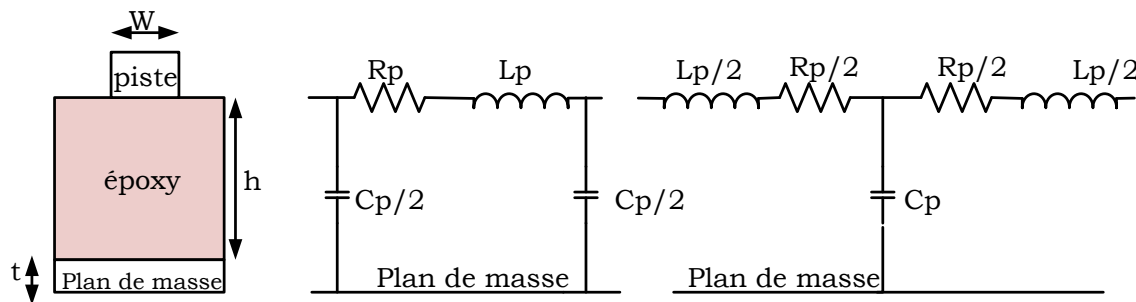 W
piste
époxy
h
t
Plan de masse
Rp
Lp
Cp/2
Cp/2
Plan de masse
Lp/2
Rp/2
Rp/2
Lp/2
Cp
Plan de masse